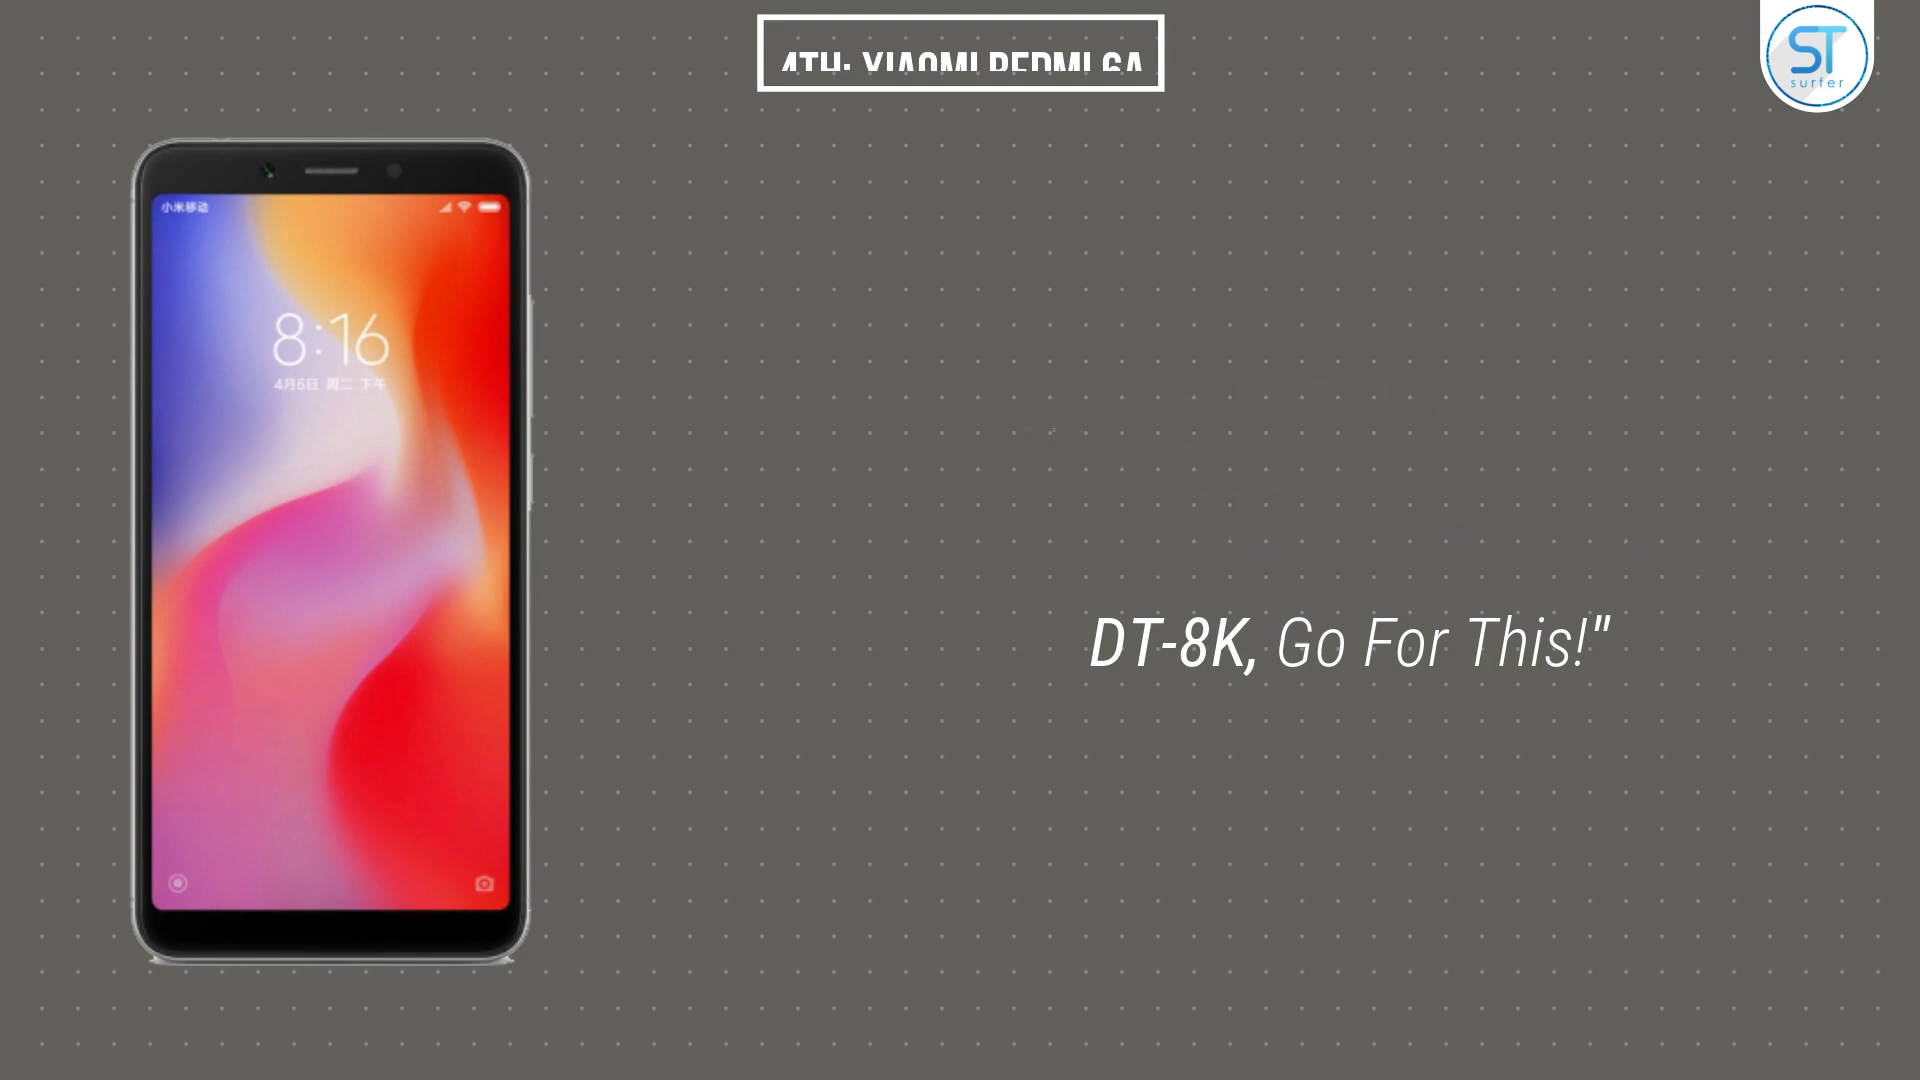 4TH: XIAOMI REDMI 6A
ST
surfer
小米移动
8:16
4月6日 周二 下午
DT-8K, Go For This!"